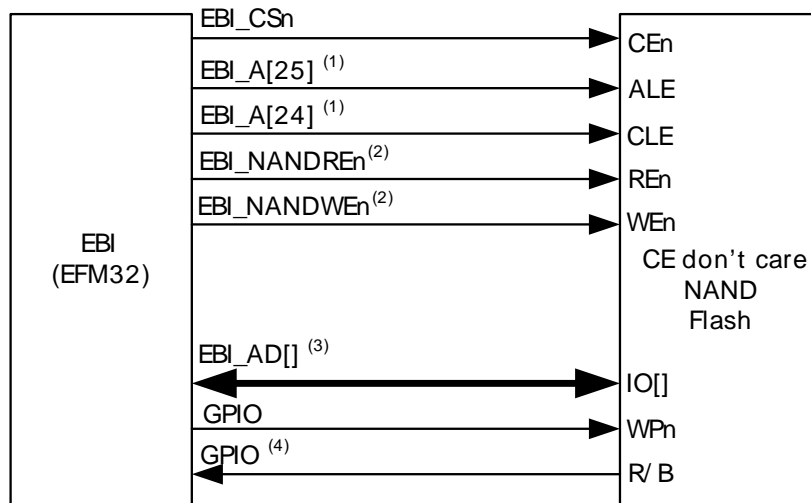 EBI_CSn
CEn
EBI_A[25] (1)
ALE
EBI_A[24] (1)
CLE
EBI_NANDREn(2)
REn
EBI_NANDWEn(2)
WEn
EBI
(EFM32)
CE don't care
NAND
Flash
EBI_AD[] (3)
IO[]
GPIO
WPn
GPIO (4)
R/B